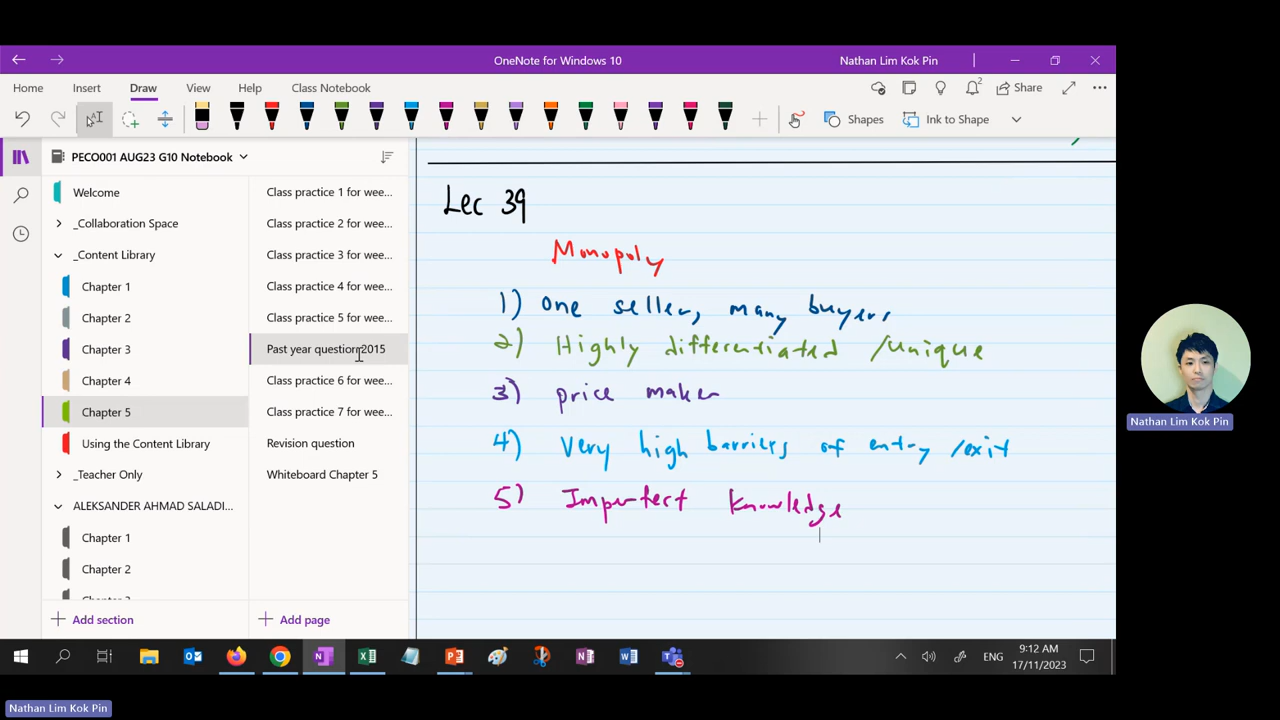 OneNote for Windows 10
Nathan Lim Kok Pin
Home Insert Draw View Help Class Notebook
Share
Shapes
Ink to Shape
PECO001 AUG23 G10 Notebook
Welcome
_Collaboration Space
_Content Library
Chapter 1
Chapter 2
Chapter 3
Chapter 4
Chapter 5
Using the Content Library
_Teacher Only
ALEKSANDER AHMAD SALADI...
Chapter 1
Chapter 2
Add section
Class practice 1 for wee...
Class practice 2 for wee...
Class practice 3 for wee...
Class practice 4 for wee...
Class practice 5 for wee...
Past year question 2015
Class practice 6 for wee...
Class practice 7 for wee...
Revision question
Whiteboard Chapter 5
Add page
Lec 39
Monopoly
1) One seller, many buyers
2) Highly differentiated /unique
3) price maker
4) Very high barriers of entry /exit
5) Imperfect knowledge
Nathan Lim Kok Pin
ENG
9:12 AM
17/11/2023
Nathan Lim Kok Pin